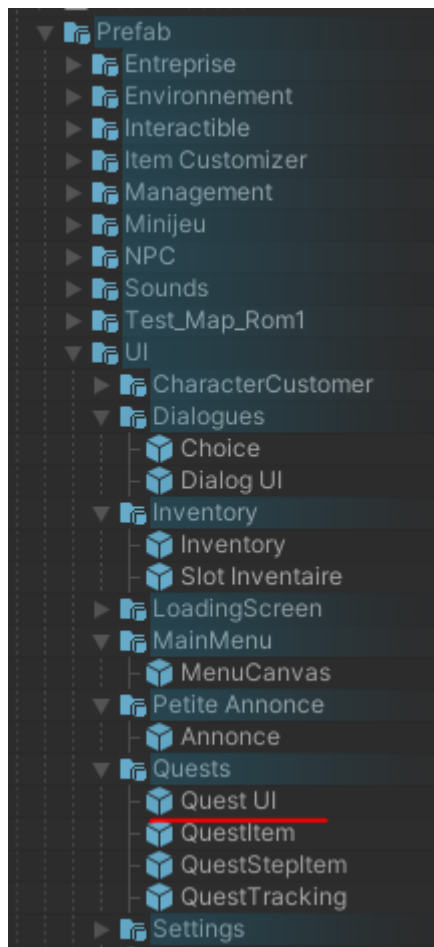 Prefab
Entreprise
Environnement
Interactible
Item Customizer
Management
Minijeu
NPC
Sounds
Test_Map_Rom1
UI
CharacterCustomer
Dialogues
Choice
Dialog UI
Inventory
Inventory
Slot Inventaire
LoadingScreen
MainMenu
MenuCanvas
Petite Annonce
Annonce
Quests
Quest UI
QuestItem
QuestStepItem
QuestTracking
Settings